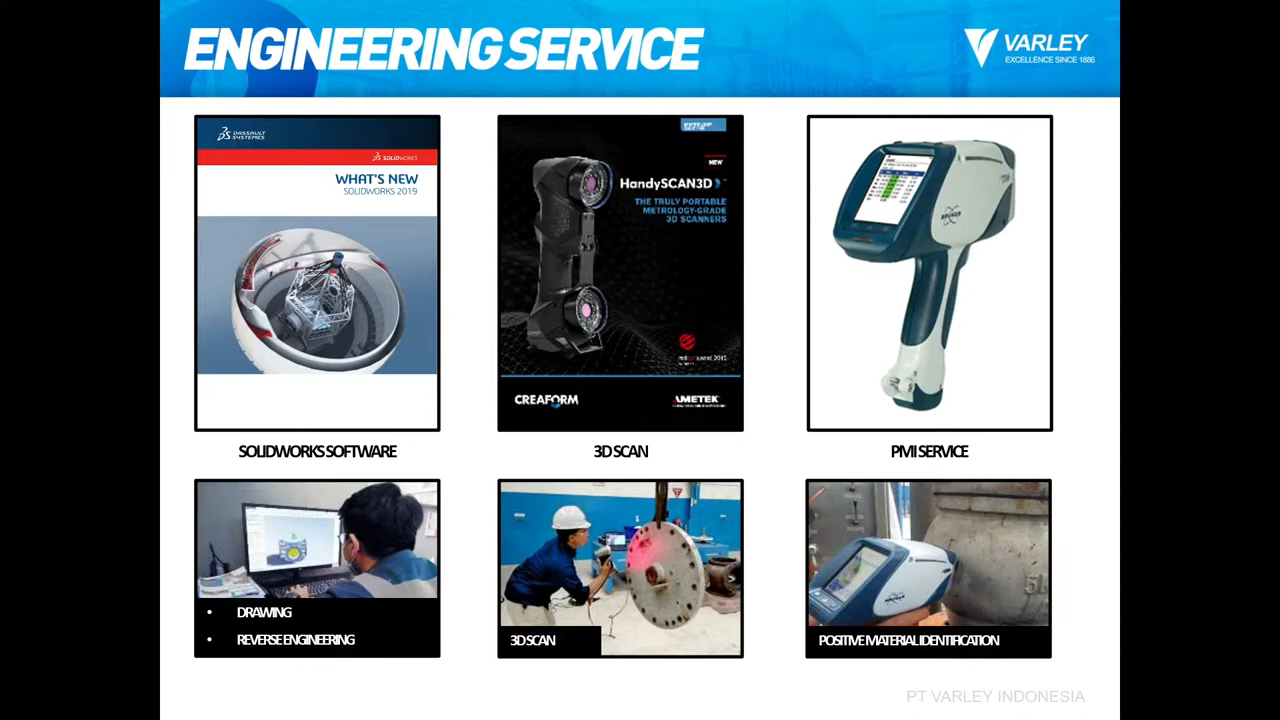 ENGINEERING SERVICE
VARLEY
EXCELLENCE SINCE 1886
DASSAULT
SYSTEMES
SOLIDWORKS
WHAT'S NEW
SOLIDWORKS 2019
NEW
HandySCAN3D
THE TRULY PORTABLE
METROLOGY-GRADE
3D SCANNERS
CREAFORM
AMETEK
BRUKER
SOLIDWORKS SOFTWARE
3D SCAN
PMI SERVICE
• DRAWING
• REVERSE ENGINEERING
3D SCAN
BRUKER
POSITIVE MATERIAL IDENTIFICATION
PT VARLEY INDONESIA